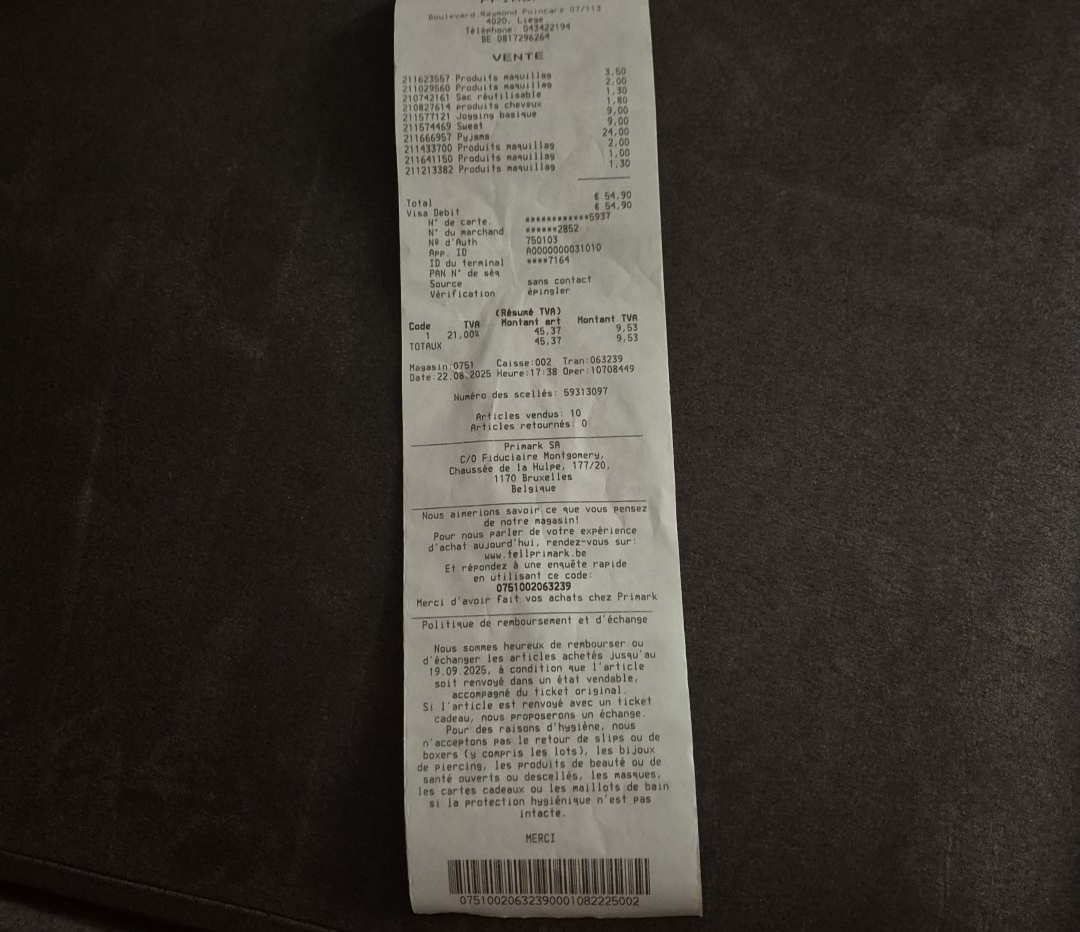 Boulevard Raymond Poincaré 07/113
4020, Liege
Téléphone: 043422194
BE 0817296264
VENTE
211623557 Produits maquillag 3,50
211029560 Produits maquillag 2,00
210742161 Sac réutilisable 1,30
210827614 produits cheveux 1,80
211577121 Jogging basique 9,00
211574469 Sweat 9,00
211666957 Pyjama 24,00
211433700 Produits maquillag 2,00
211641150 Produits maquillag 1,00
211213382 Produits maquillag 1,30
Total € 54,90
Visa Debit € 54,90
N° de carte. ************5937
N° du marchand ******2852
Nº d'Auth 750103
App. ID A0000000031010
ID du terminal ****7164
PAN N° de séq
Source sans contact
Vérification épingler
(Résumé TVA)
Code TVA Montant art Montant TVA
1 21,00% 45,37 9,53
TOTAUX 45,37 9,53
Magasin:0751 Caisse:002 Tran:063239
Date:22.08.2025 Heure:17:38 Oper:10708449
Numéro des scellés: 59313097
Articles vendus: 10
Articles retournés: 0
Primark SA
C/O Fiduciaire Montgomery,
Chaussée de la Hulpe, 177/20,
1170 Bruxelles
Belgique
Nous aimerions savoir ce que vous pensez
de notre magasin!
Pour nous parler de votre expérience
d'achat aujourd'hui, rendez-vous sur:
www.tellprimark.be
Et répondez à une enquête rapide
en utilisant ce code:
0751002063239
Merci d'avoir fait vos achats chez Primark
Politique de remboursement et d'échange
Nous sommes heureux de rembourser ou
d'échanger les articles achetés jusqu'au
19.09.2025, à condition que l'article
soit renvoyé dans un état vendable,
accompagné du ticket original.
Si l'article est renvoyé avec un ticket
cadeau, nous proposerons un échange.
Pour des raisons d'hygiène, nous
n'acceptons pas le retour de slips ou de
boxers (y compris les lots), les bijoux
de piercing, les produits de beauté ou de
santé ouverts ou descellés, les masques,
les cartes cadeaux ou les maillots de bain
si la protection hygiénique n'est pas
intacte.
MERCI
07510020632390001082225002